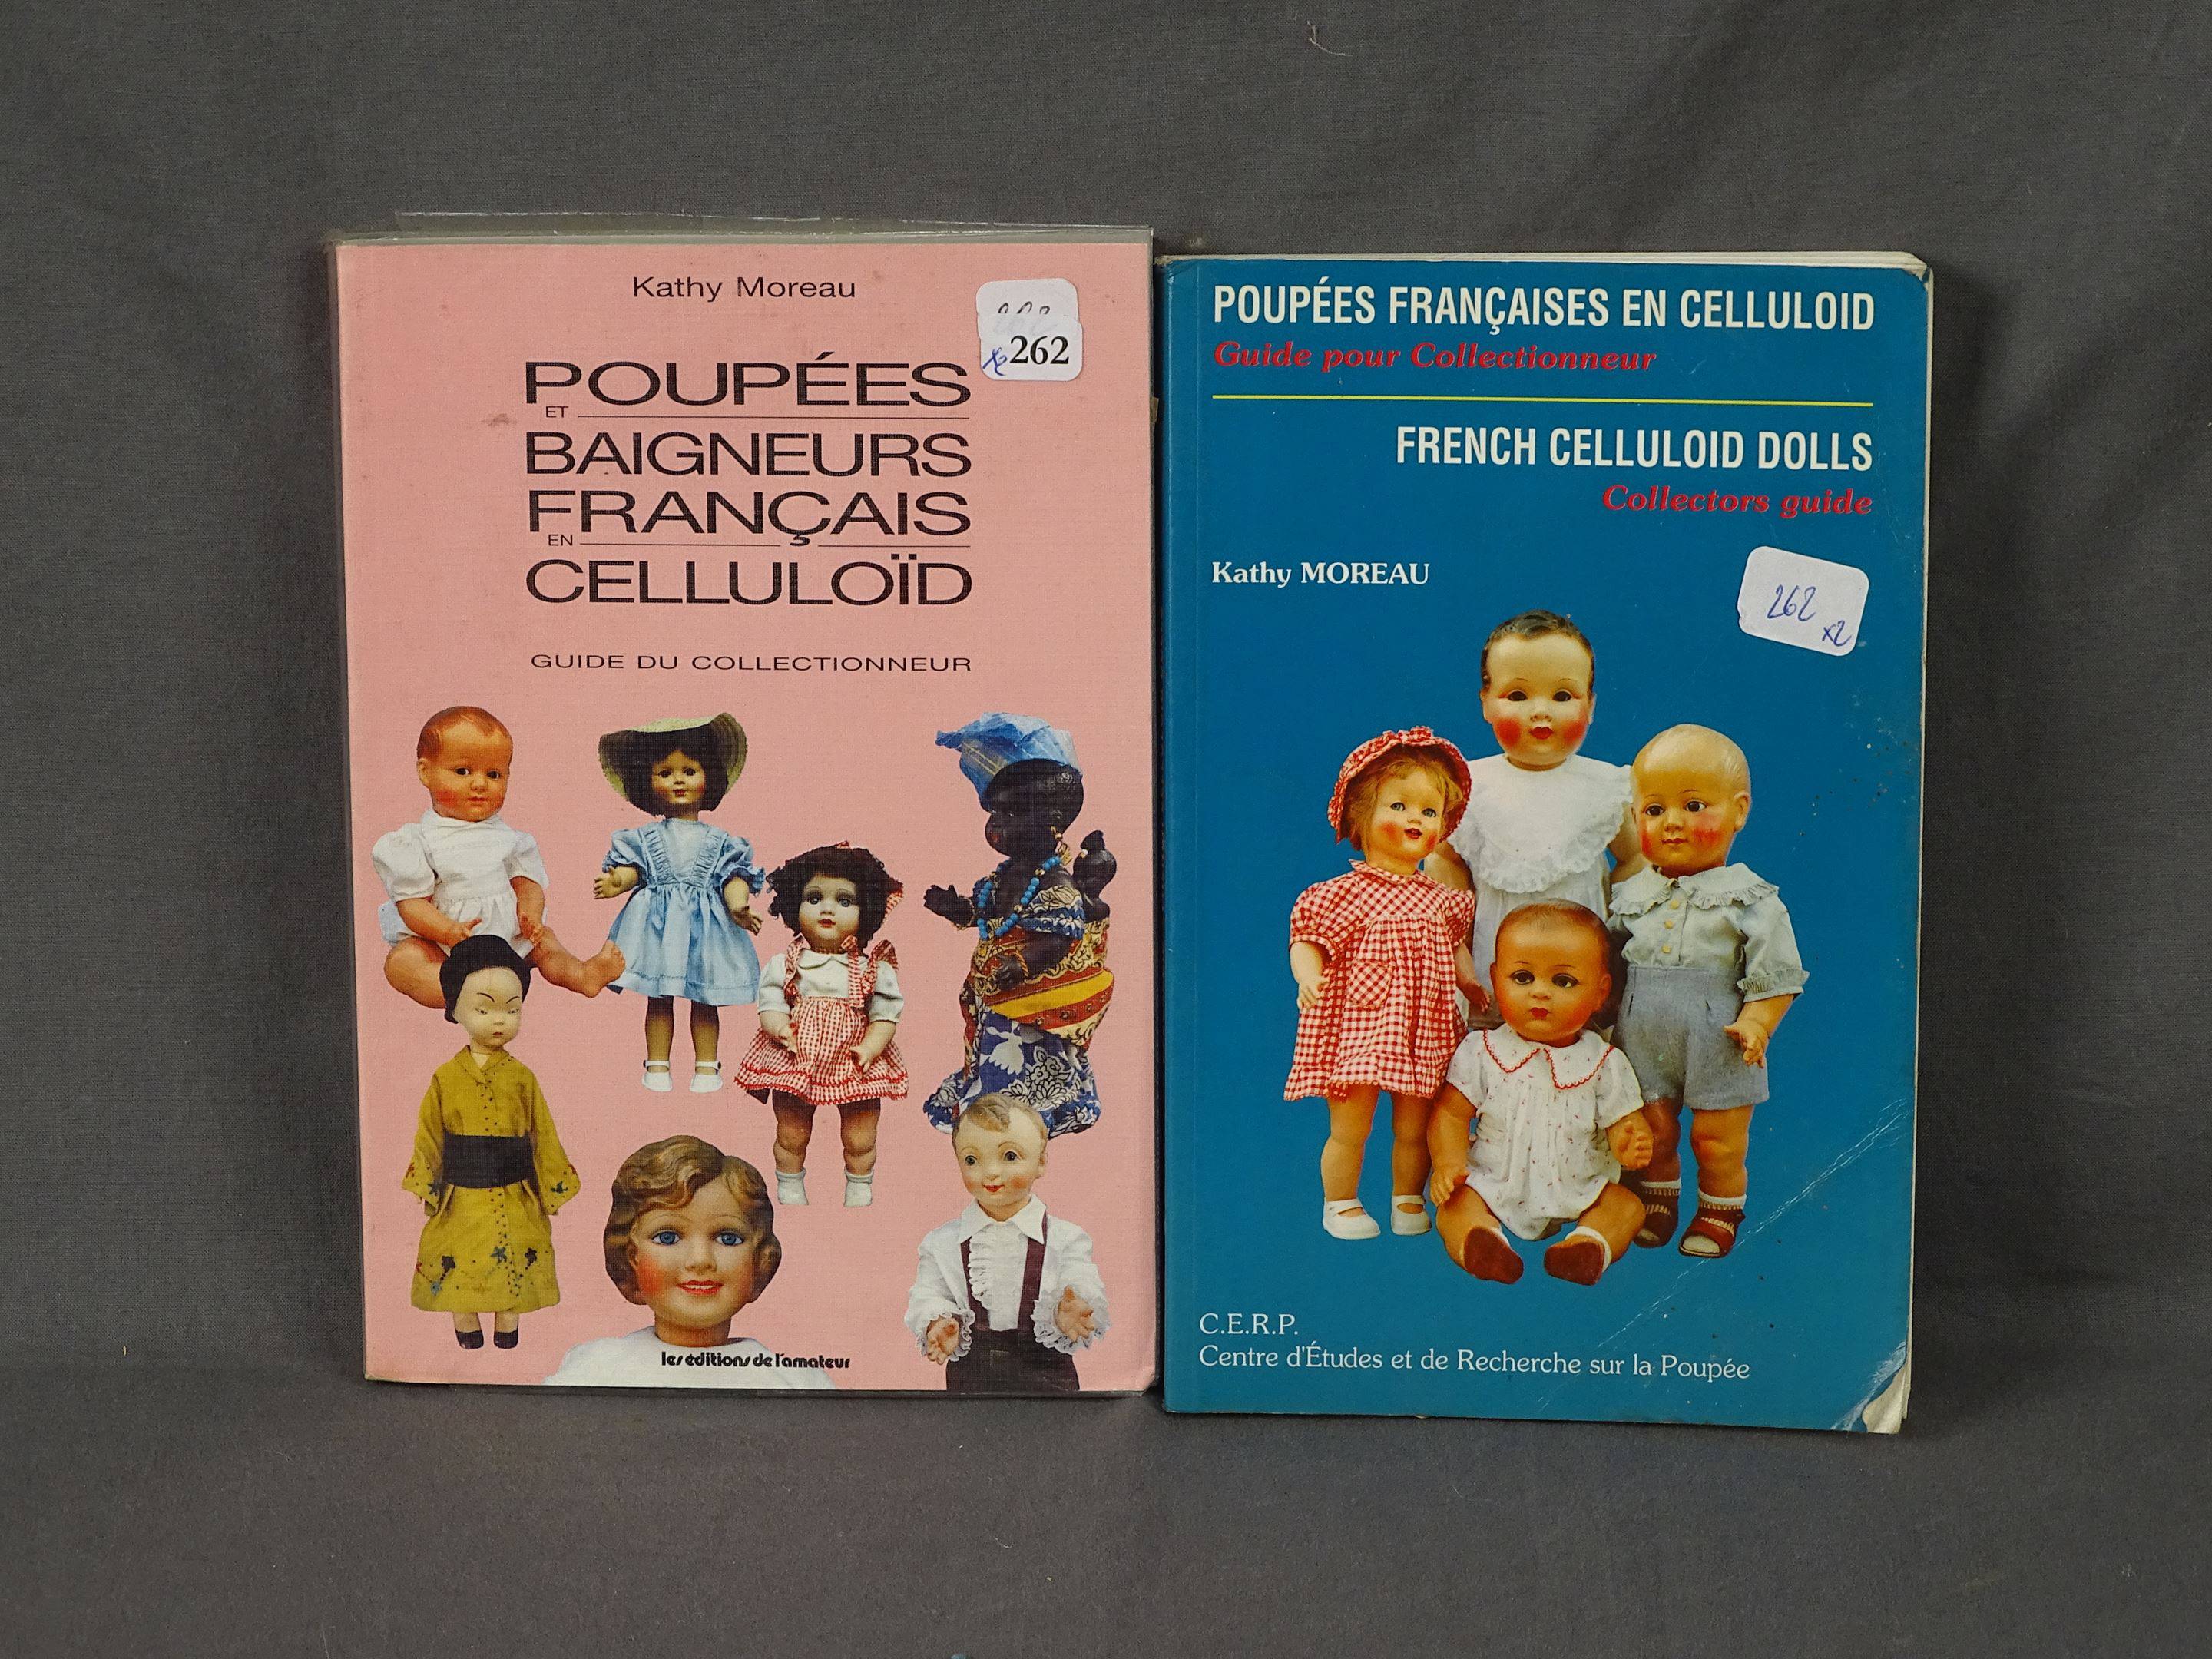 Kathy Moreau
262
POUPÉES
ET
BAIGNEURS
FRANÇAIS
EN
CELLULOÏD
GUIDE DU COLLECTIONNEUR
les éditions de l'amateur
POUPÉES FRANÇAISES EN CELLULOID
Guide pour Collectionneur
FRENCH CELLULOID DOLLS
Collectors guide
Kathy MOREAU
262
x2
C.E.R.P.
Centre d'Études et de Recherche sur la Poupée